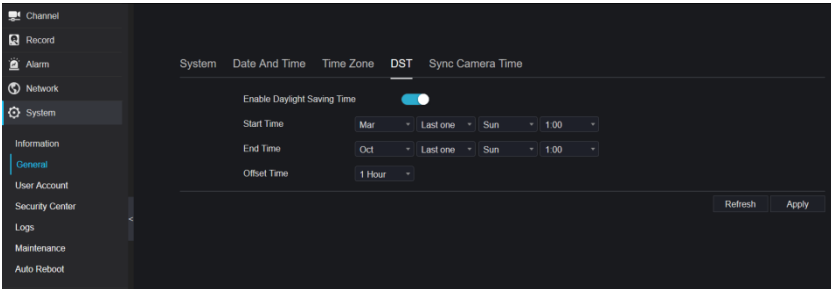 Channel
Record
Alarm
Network
System
Information
General
User Account
Security Center
Logs
Maintenance
Auto Reboot
<
System Date And Time Time Zone DST Sync Camera Time
Enable Daylight Saving Time
Start Time Mar Last one Sun 1:00
End Time Oct Last one Sun 1:00
Offset Time 1 Hour
Refresh Apply